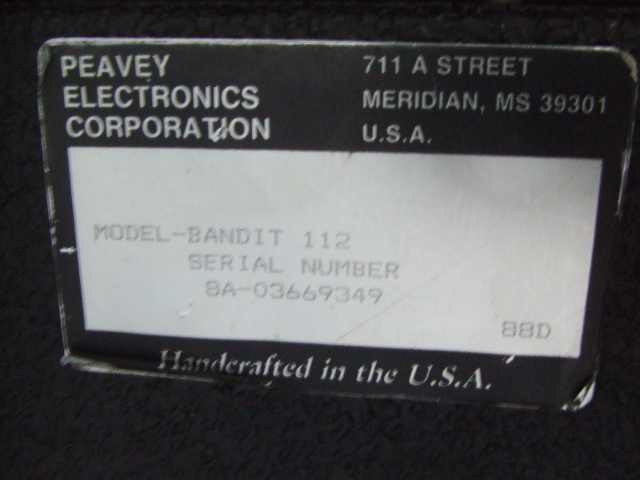 PEAVEY
ELECTRONICS
CORPORATION
711 A STREET
MERIDIAN, MS 39301
U.S.A.
MODEL-BANDIT 112
SERIAL NUMBER
8A-03669349
88D
Handcrafted in the U.S.A.